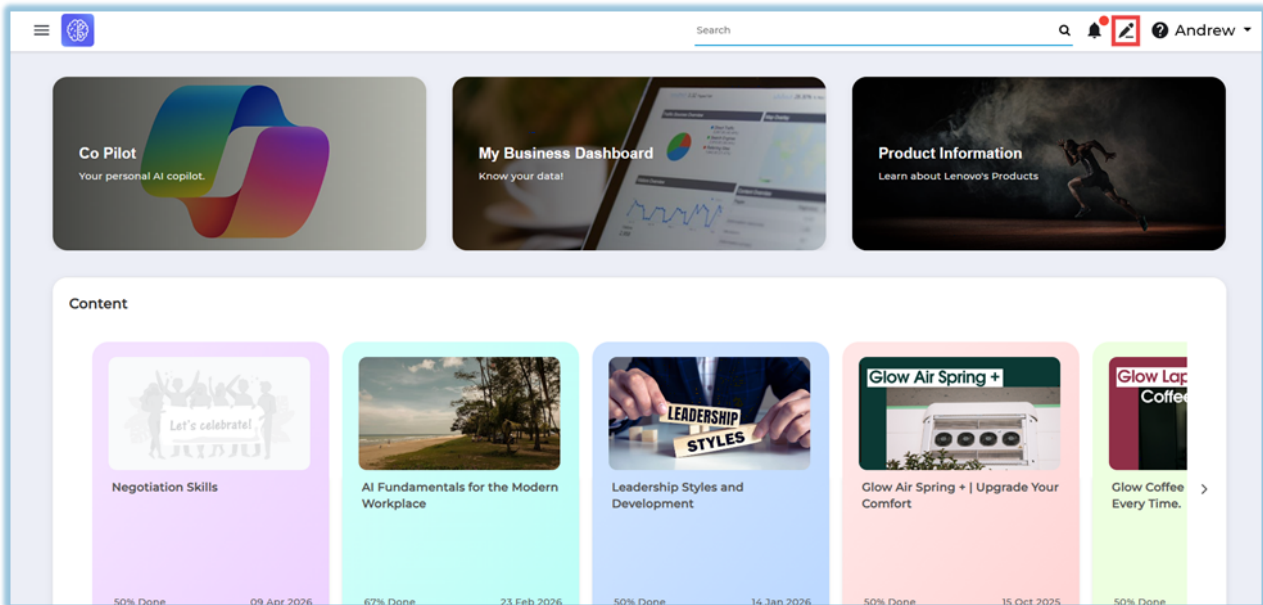 Search
Andrew
Co Pilot
Your personal AI copilot.
My Business Dashboard
Know your data!
Product Information
Learn about Lenovo's Products
Content
Let's celebrate!
LEADERSHIP
STYLES
Glow Air Spring +
Glow Lap
Coffee
Negotiation Skills
AI Fundamentals for the Modern
Workplace
Leadership Styles and
Development
Glow Air Spring + | Upgrade Your
Comfort
Glow Coffee
Every Time.
50% Done
09 Apr 2026
67% Done
23 Feb 2026
50% Done
14 Jan 2026
50% Done
15 Oct 2025
50% Done